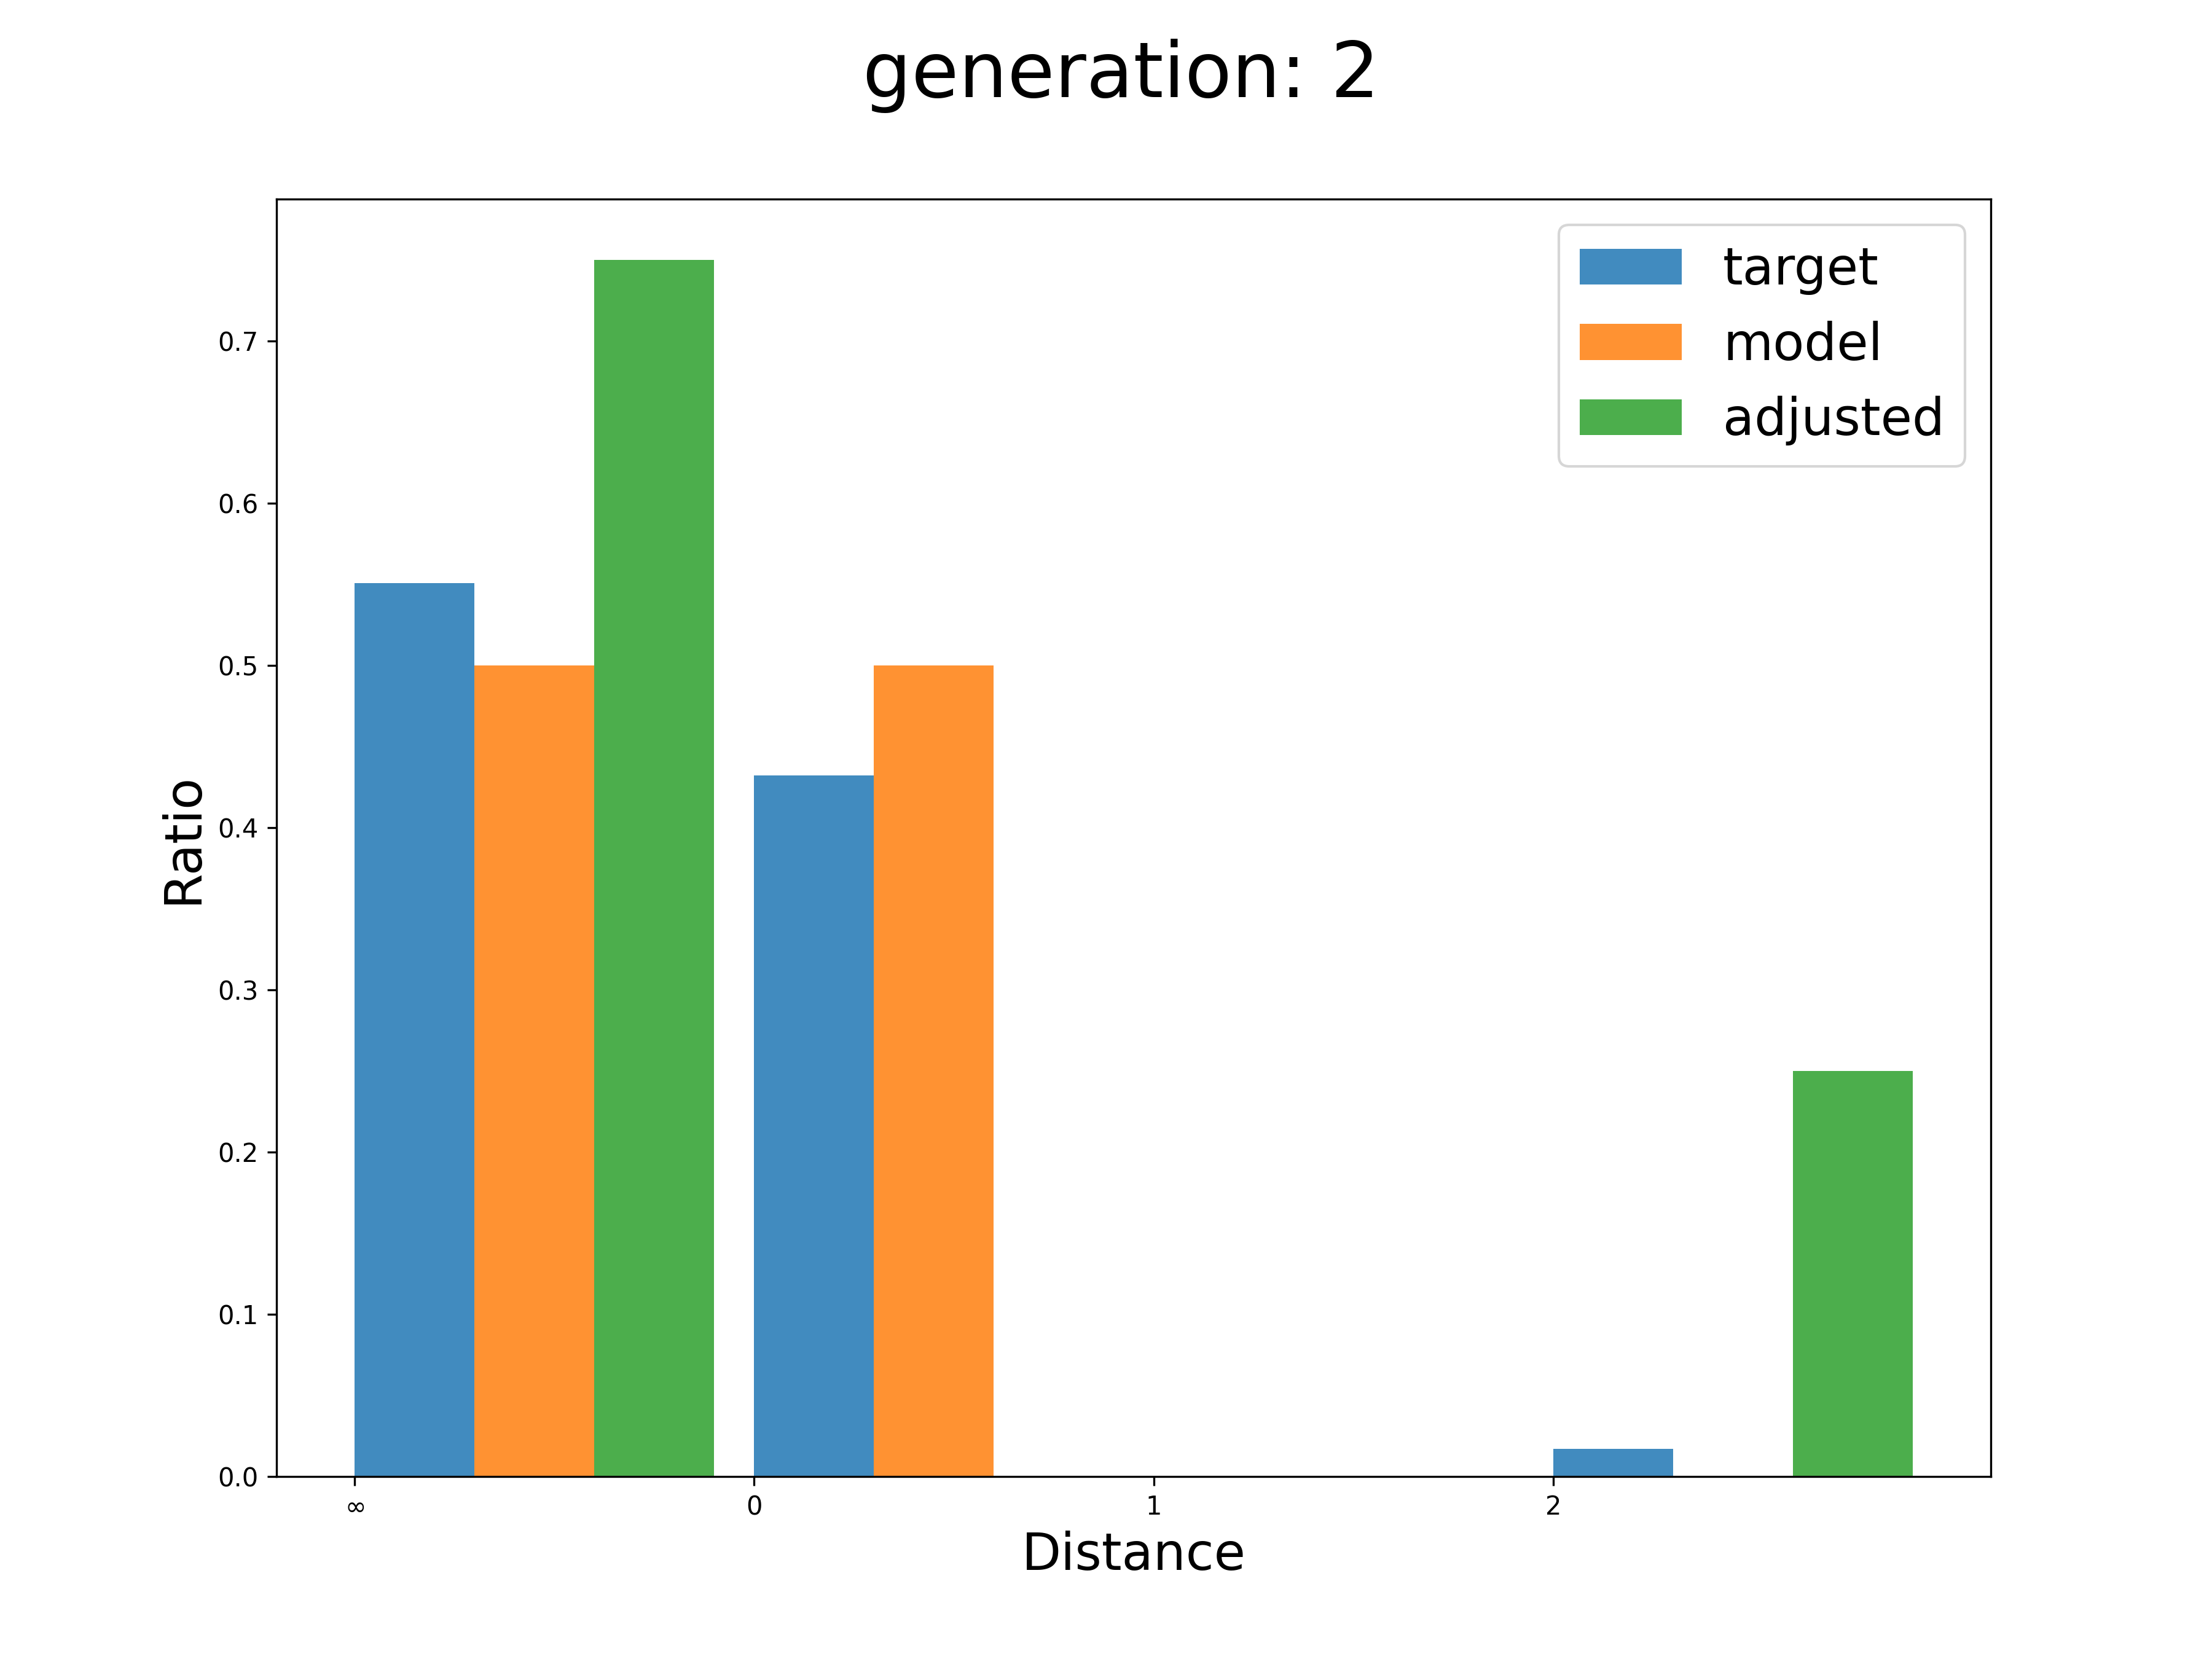 generation: 2
target
model
adjusted
Ratio
0.7
0.6
0.5
0.4
0.3
0.2
0.1
0.0
∞ 0 1 2
Distance